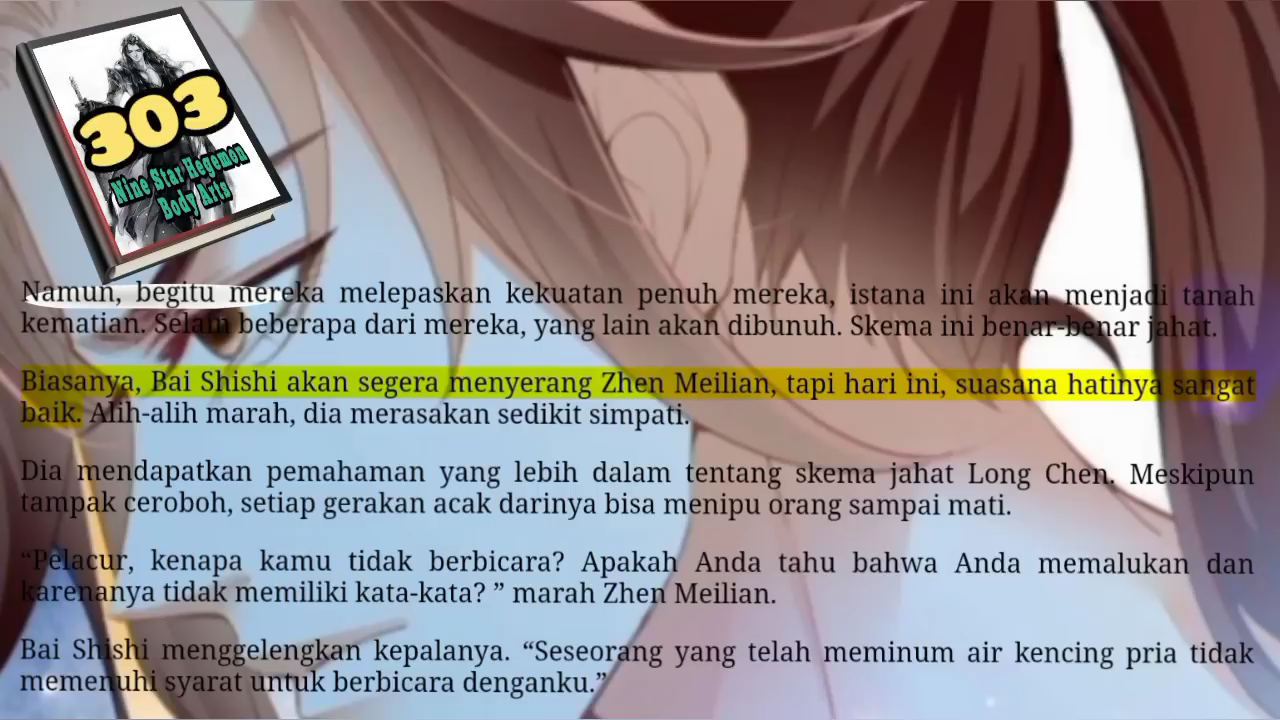 303
Nine Star Hegemon
Body Arts
Namun, begitu mereka melepaskan kekuatan penuh mereka, istana ini akan menjadi tanah
kematian. Selain beberapa dari mereka, yang lain akan dibunuh. Skema ini benar-benar jahat.
Biasanya, Bai Shishi akan segera menyerang Zhen Meilian, tapi hari ini, suasana hatinya sangat
baik. Alih-alih marah, dia merasakan sedikit simpati.
Dia mendapatkan pemahaman yang lebih dalam tentang skema jahat Long Chen. Meskipun
tampak ceroboh, setiap gerakan acak darinya bisa menipu orang sampai mati.
“Pelacur, kenapa kamu tidak berbicara? Apakah Anda tahu bahwa Anda memalukan dan
karenanya tidak memiliki kata-kata? ” marah Zhen Meilian.
Bai Shishi menggelengkan kepalanya. “Seseorang yang telah meminum air kencing pria tidak
memenuhi syarat untuk berbicara denganku.”